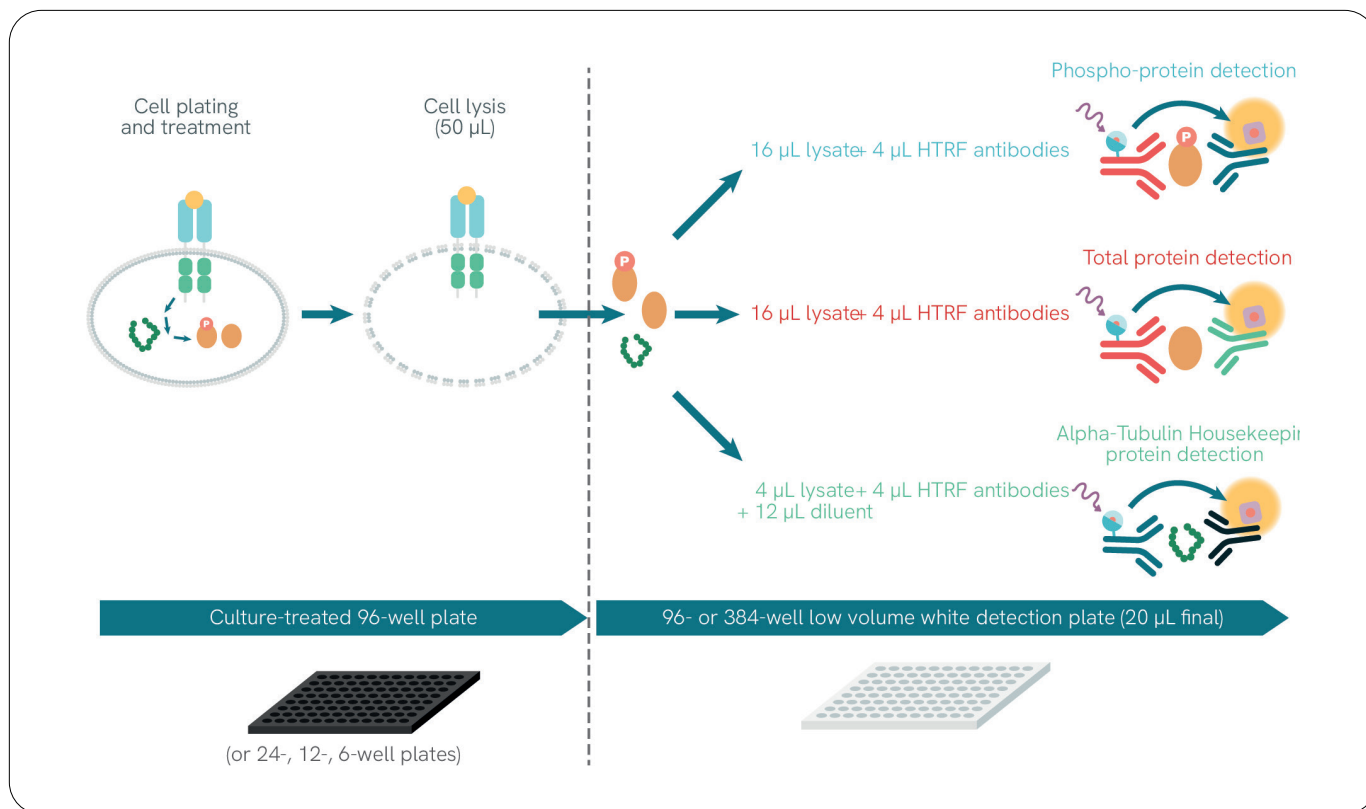 Phospho-protein detection
Cell plating
and treatment
Cell lysis
(50 µL)
16 µL lysate+ 4 µL HTRF antibodies
P
P
Total protein detection
16 µL lysate+ 4 µL HTRF antibodies
P
Alpha-Tubulin Housekeepin
protein detection
4 µL lysate+ 4 µL HTRF antibodies
+ 12 µL diluent
Culture-treated 96-well plate
96- or 384-well low volume white detection plate (20 µL final)
(or 24-, 12-, 6-well plates)